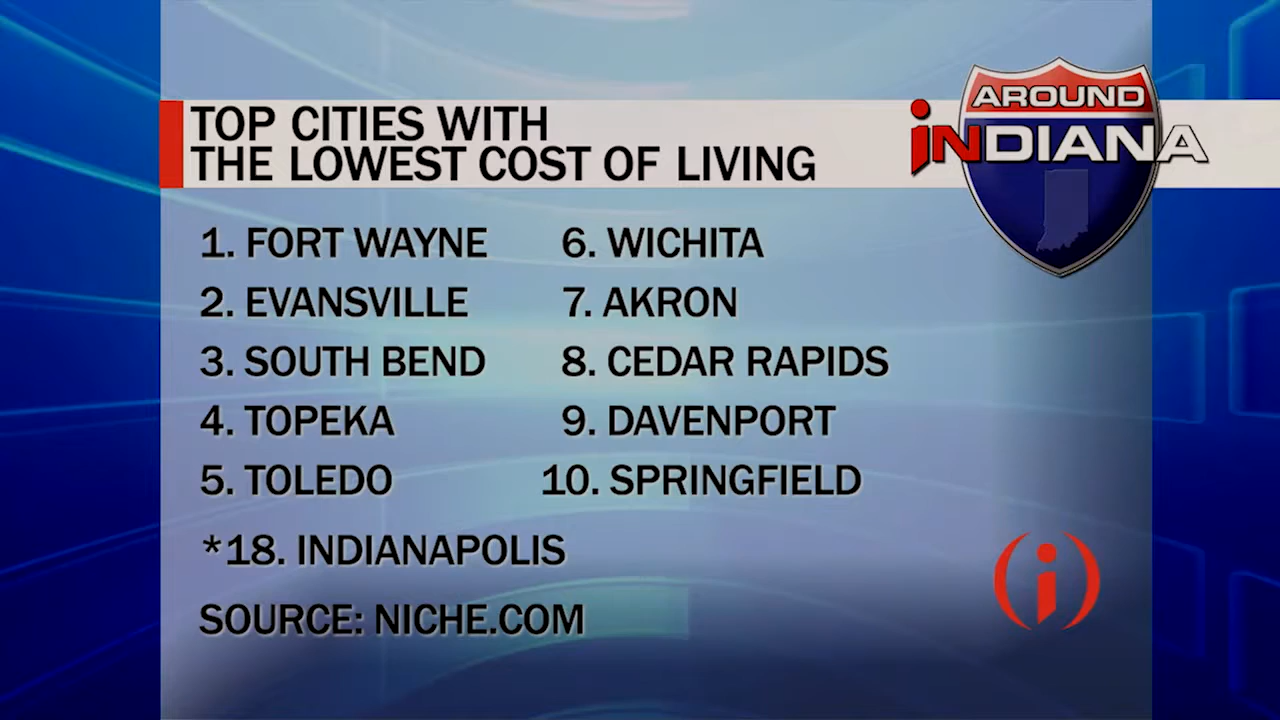 AROUND
iNDIANA
TOP CITIES WITH
THE LOWEST COST OF LIVING
1. FORT WAYNE
2. EVANSVILLE
3. SOUTH BEND
4. TOPEKA
5. TOLEDO
6. WICHITA
7. AKRON
8. CEDAR RAPIDS
9. DAVENPORT
10. SPRINGFIELD
*18. INDIANAPOLIS
SOURCE: NICHE.COM
(i)